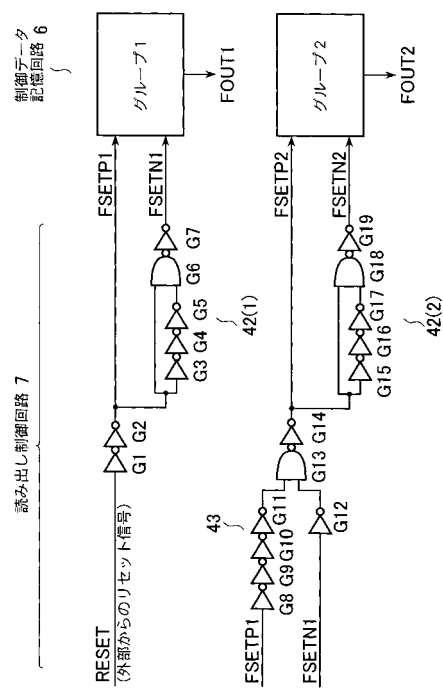 読み出し制御回路 7
制御データ
記憶回路 6
RESET
(外部からのリセット信号)
G1
G2
FSETP1
グループ1
G3
G4
G5
G6
G7
FSETN1
42(1)
FOUT1
FSETP1
43
G8
G9
G10
G11
FSETN1
G12
G13
G14
FSETP2
グループ2
G15
G16
G17
G18
G19
FSETN2
42(2)
FOUT2